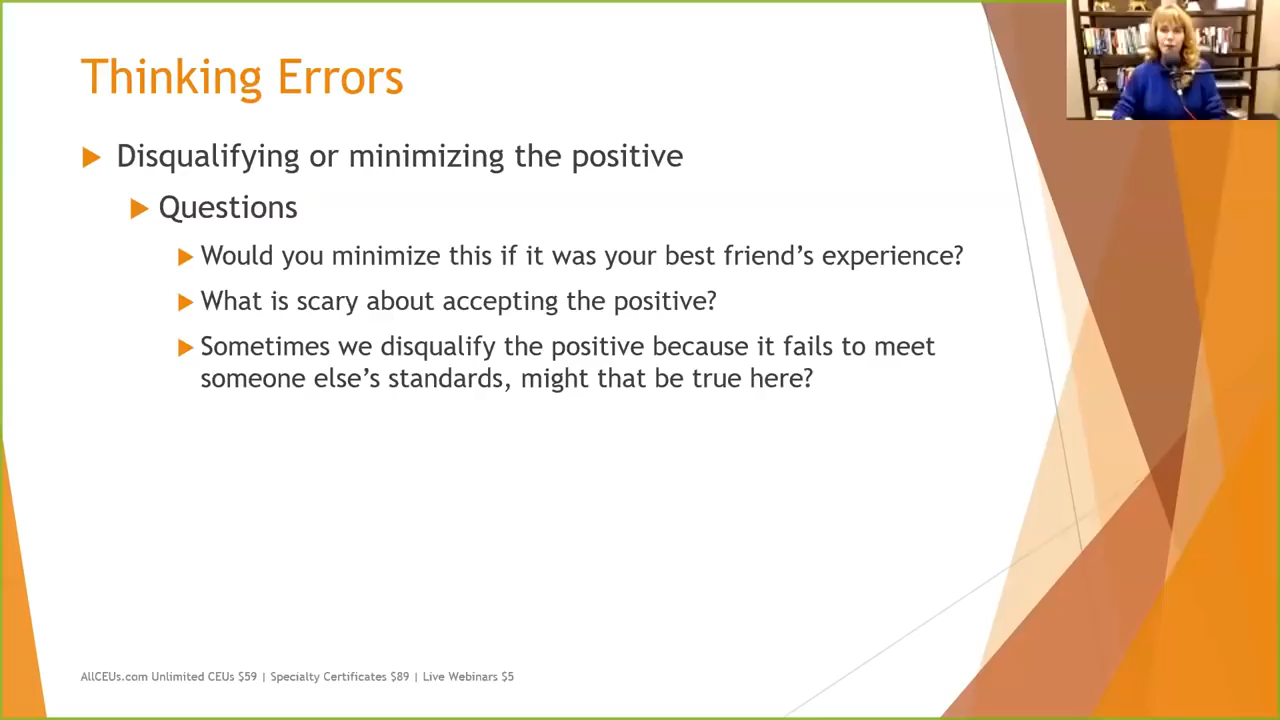 Thinking Errors
Disqualifying or minimizing the positive
Questions
Would you minimize this if it was your best friend’s experience?
What is scary about accepting the positive?
Sometimes we disqualify the positive because it fails to meet
someone else’s standards, might that be true here?
AllCEUs.com Unlimited CEUs $59 | Specialty Certificates $89 | Live Webinars $5